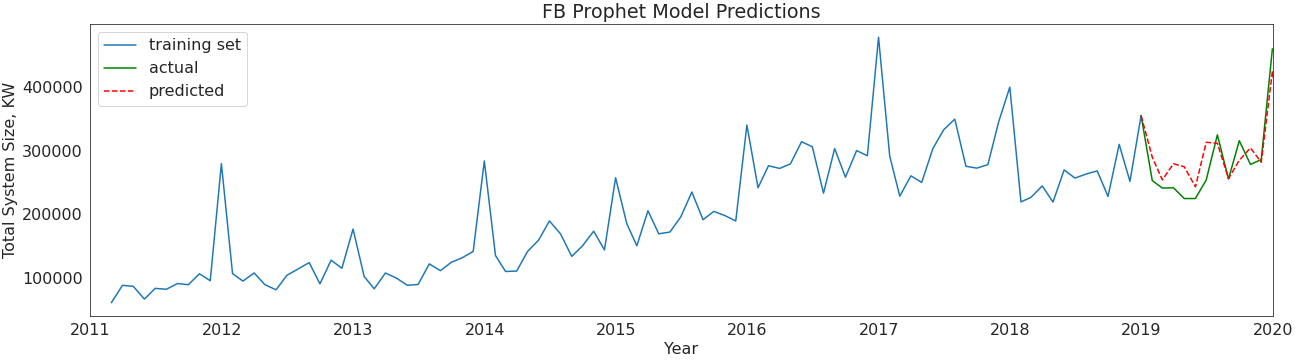 FB Prophet Model Predictions
training set
actual
predicted
Total System Size, KW
400000
300000
200000
100000
2011 2012 2013 2014 2015 2016 2017 2018 2019 2020
Year